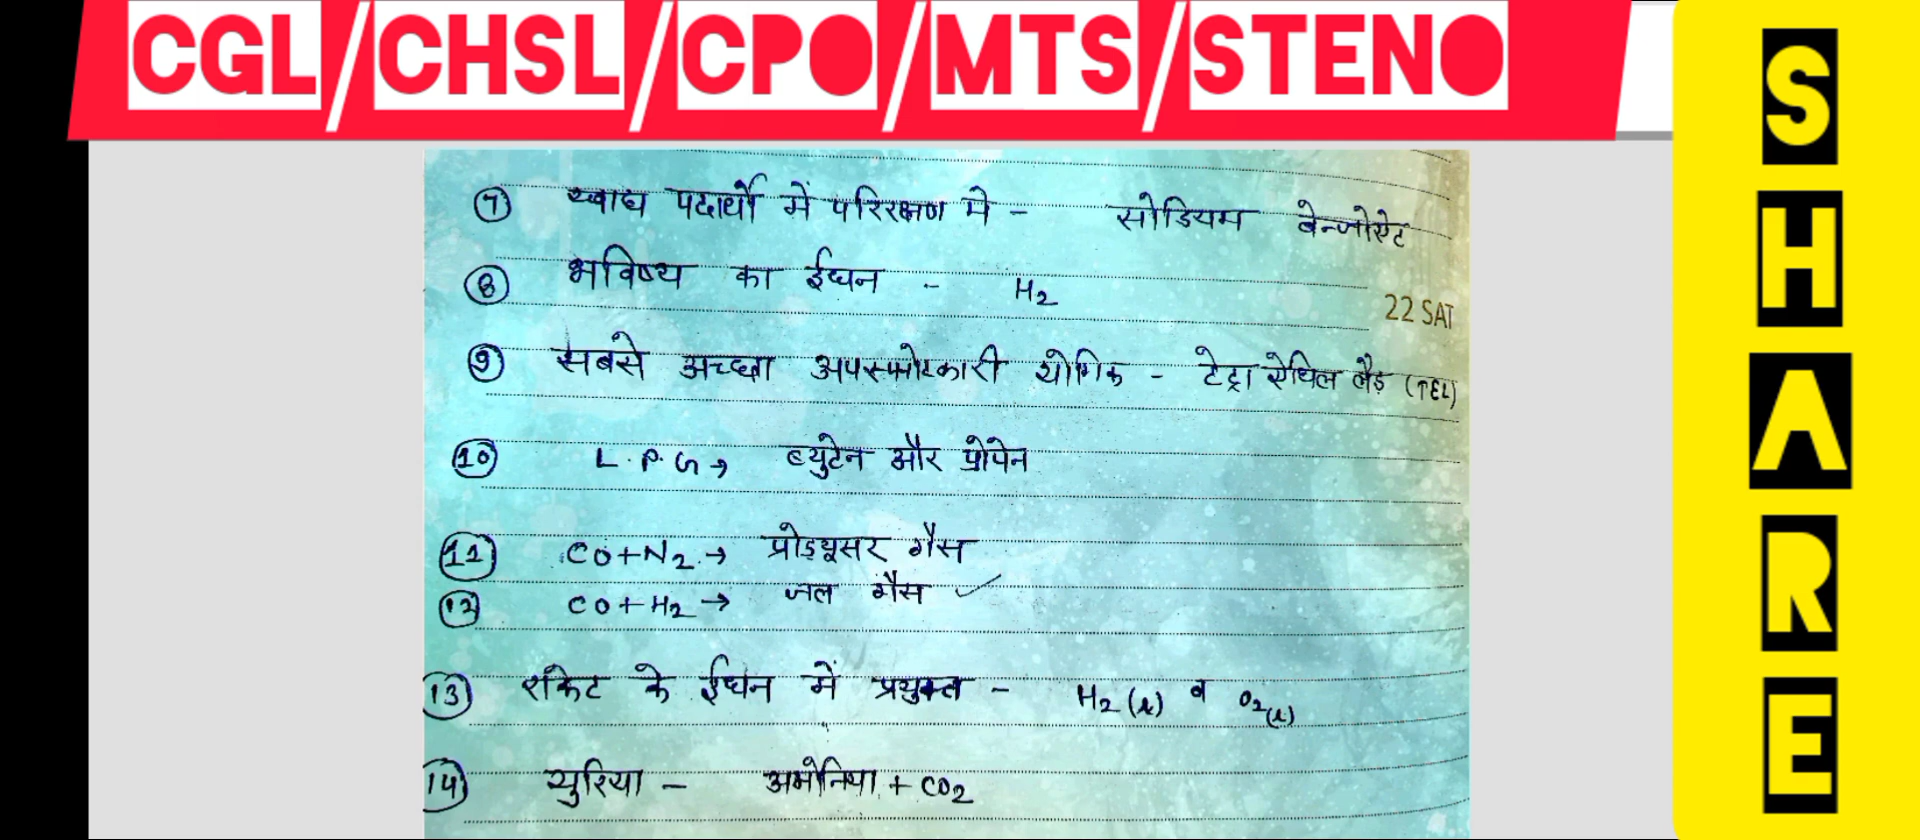 CGL/CHSL/CPO/MTS/STENO
SHARE
7 खाद्य पदार्थों में परिरक्षण मे - सोडियम बेन्जोऐट
8 भविष्य का ईंधन - H2
22 SAT
9 सबसे अच्छा अपस्फोटकारी योगिक - टेट्रा ऐथिल लैड (TEL)
10 L.P.G → ब्युटेन और प्रोपेन
11 CO+N2 → प्रोड्यूसर गैस
12 CO+H2 → जल गैस ✓
13 राकेट के ईंधन में प्रयुक्त - H2(l) व O2(l)
14 युरिया - अमोनिया + CO2